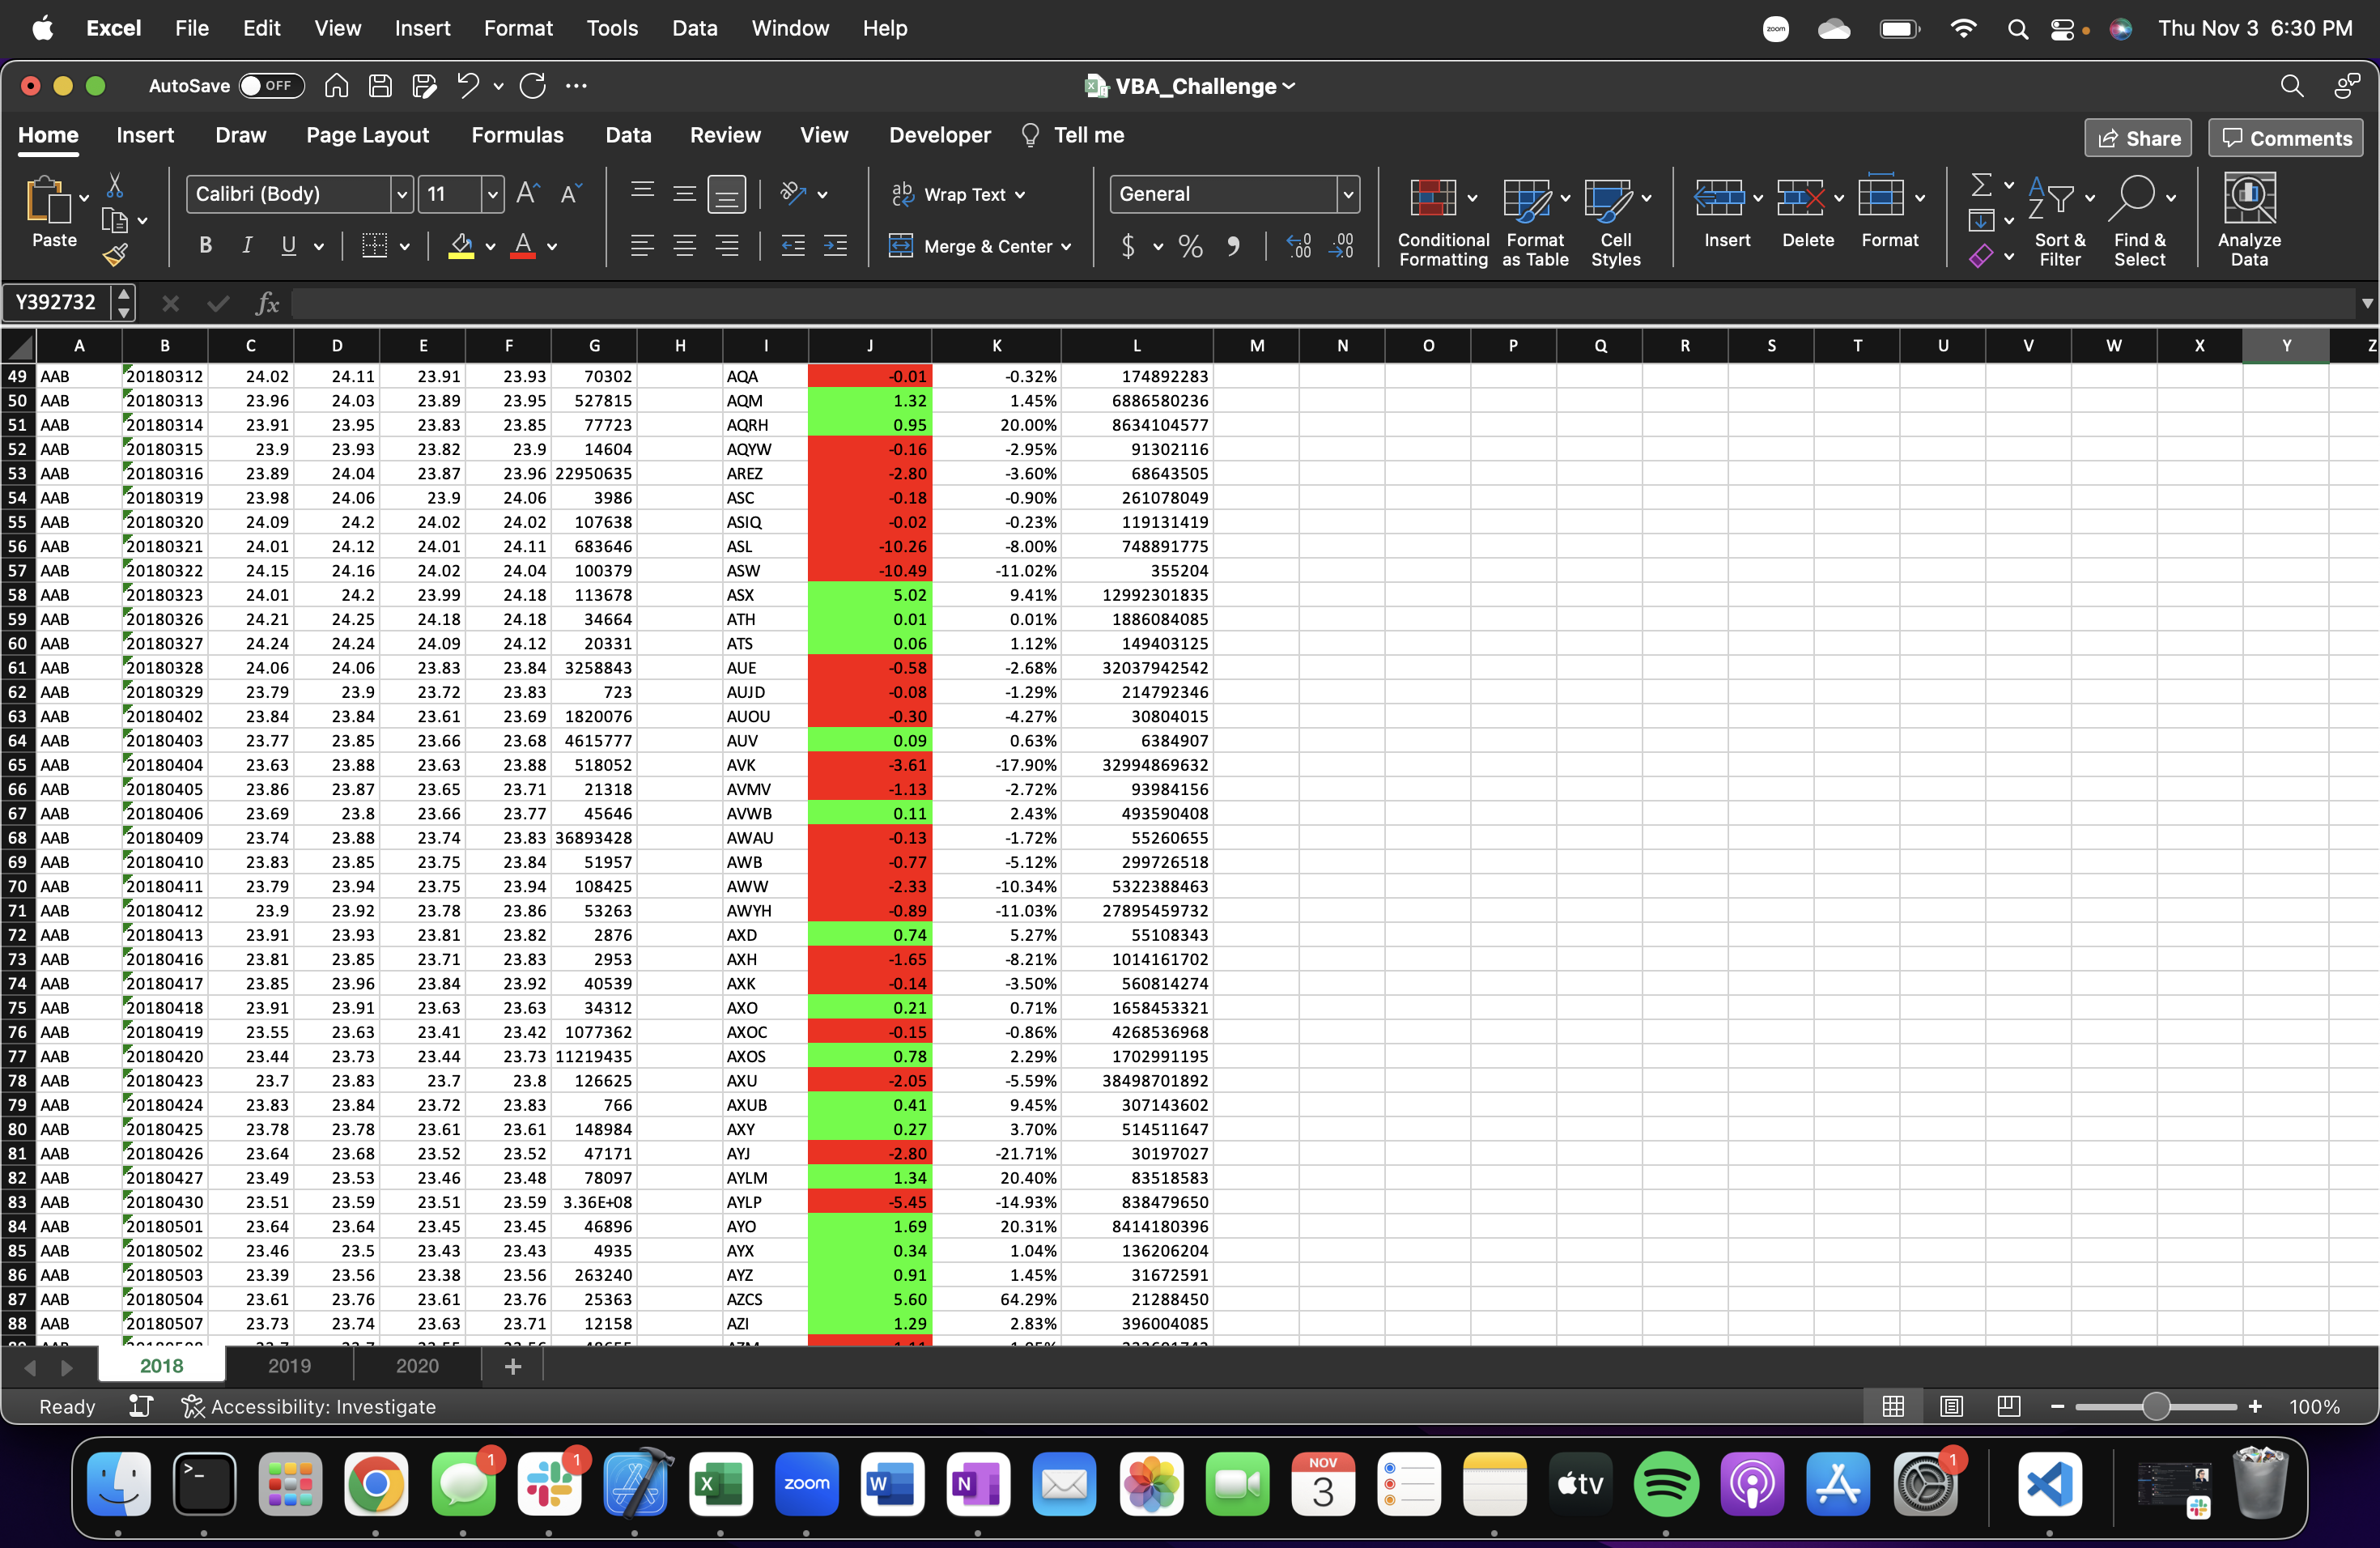 Excel File Edit View Insert Format Tools Data Window Help zoom Thu Nov 3 6:30 PM
AutoSave OFF VBA_Challenge
Home Insert Draw Page Layout Formulas Data Review View Developer Tell me Share Comments
Paste Calibri (Body) 11 Wrap Text General Conditional Formatting Format as Table Cell Styles Insert Delete Format Sort & Filter Find & Select Analyze Data
B I U A Merge & Center $ % 9
Y392732 fx
A B C D E F G H I J K L M N O P Q R S T U V W X Y Z
49 AAB 20180312 24.02 24.11 23.91 23.93 70302 AQA -0.01 -0.32% 174892283
50 AAB 20180313 23.96 24.03 23.89 23.95 527815 AQM 1.32 1.45% 6886580236
51 AAB 20180314 23.91 23.95 23.83 23.85 77723 AQRH 0.95 20.00% 8634104577
52 AAB 20180315 23.9 23.93 23.82 23.9 14604 AQYW -0.16 -2.95% 91302116
53 AAB 20180316 23.89 24.04 23.87 23.96 22950635 AREZ -2.80 -3.60% 68643505
54 AAB 20180319 23.98 24.06 23.9 24.06 3986 ASC -0.18 -0.90% 261078049
55 AAB 20180320 24.09 24.2 24.02 24.02 107638 ASIQ -0.02 -0.23% 119131419
56 AAB 20180321 24.01 24.12 24.01 24.11 683646 ASL -10.26 -8.00% 748891775
57 AAB 20180322 24.15 24.16 24.02 24.04 100379 ASW -10.49 -11.02% 355204
58 AAB 20180323 24.01 24.2 23.99 24.18 113678 ASX 5.02 9.41% 12992301835
59 AAB 20180326 24.21 24.25 24.18 24.18 34664 ATH 0.01 0.01% 1886084085
60 AAB 20180327 24.24 24.24 24.09 24.12 20331 ATS 0.06 1.12% 149403125
61 AAB 20180328 24.06 24.06 23.83 23.84 3258843 AUE -0.58 -2.68% 32037942542
62 AAB 20180329 23.79 23.9 23.72 23.83 723 AUJD -0.08 -1.29% 214792346
63 AAB 20180402 23.84 23.84 23.61 23.69 1820076 AUOU -0.30 -4.27% 30804015
64 AAB 20180403 23.77 23.85 23.66 23.68 4615777 AUV 0.09 0.63% 6384907
65 AAB 20180404 23.63 23.88 23.63 23.88 518052 AVK -3.61 -17.90% 32994869632
66 AAB 20180405 23.86 23.87 23.65 23.71 21318 AVMV -1.13 -2.72% 93984156
67 AAB 20180406 23.69 23.8 23.66 23.77 45646 AVWB 0.11 2.43% 493590408
68 AAB 20180409 23.74 23.88 23.74 23.83 36893428 AWAU -0.13 -1.72% 55260655
69 AAB 20180410 23.83 23.85 23.75 23.84 51957 AWB -0.77 -5.12% 299726518
70 AAB 20180411 23.79 23.94 23.75 23.94 108425 AWW -2.33 -10.34% 5322388463
71 AAB 20180412 23.9 23.92 23.78 23.86 53263 AWYH -0.89 -11.03% 27895459732
72 AAB 20180413 23.91 23.93 23.81 23.82 2876 AXD 0.74 5.27% 55108343
73 AAB 20180416 23.81 23.85 23.71 23.83 2953 AXH -1.65 -8.21% 1014161702
74 AAB 20180417 23.85 23.96 23.84 23.92 40539 AXK -0.14 -3.50% 560814274
75 AAB 20180418 23.91 23.91 23.63 23.63 34312 AXO 0.21 0.71% 1658453321
76 AAB 20180419 23.55 23.63 23.41 23.42 1077362 AXOC -0.15 -0.86% 4268536968
77 AAB 20180420 23.44 23.73 23.44 23.73 11219435 AXOS 0.78 2.29% 1702991195
78 AAB 20180423 23.7 23.83 23.7 23.8 126625 AXU -2.05 -5.59% 38498701892
79 AAB 20180424 23.83 23.84 23.72 23.83 766 AXUB 0.41 9.45% 307143602
80 AAB 20180425 23.78 23.78 23.61 23.61 148984 AXY 0.27 3.70% 514511647
81 AAB 20180426 23.64 23.68 23.52 23.52 47171 AYJ -2.80 -21.71% 30197027
82 AAB 20180427 23.49 23.53 23.46 23.48 78097 AYLM 1.34 20.40% 83518583
83 AAB 20180430 23.51 23.59 23.51 23.59 3.36E+08 AYLP -5.45 -14.93% 838479650
84 AAB 20180501 23.64 23.64 23.45 23.45 46896 AYO 1.69 20.31% 8414180396
85 AAB 20180502 23.46 23.5 23.43 23.43 4935 AYX 0.34 1.04% 136206204
86 AAB 20180503 23.39 23.56 23.38 23.56 263240 AYZ 0.91 1.45% 31672591
87 AAB 20180504 23.61 23.76 23.61 23.76 25363 AZCS 5.60 64.29% 21288450
88 AAB 20180507 23.73 23.74 23.63 23.71 12158 AZI 1.29 2.83% 396004085
2018 2019 2020 +
Ready Accessibility: Investigate 100%
1 1 zoom NOV 3 tv 1